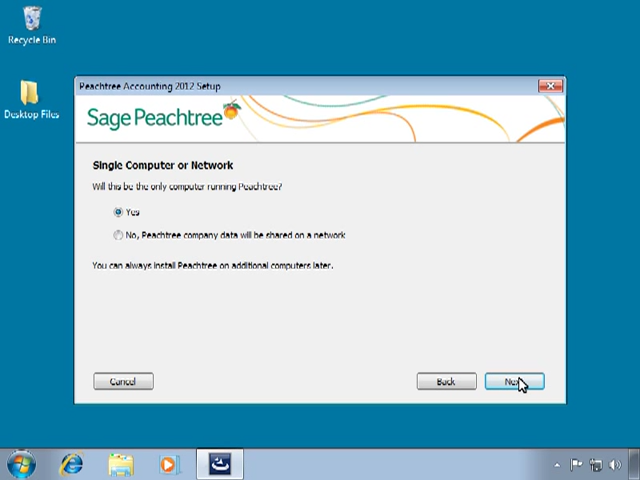 Recycle Bin
Desktop Files
Peachtree Accounting 2012 Setup
Sage Peachtree
Single Computer or Network
Will this be the only computer running Peachtree?
Yes
No, Peachtree company data will be shared on a network
You can always install Peachtree on additional computers later.
Cancel
Back
Next